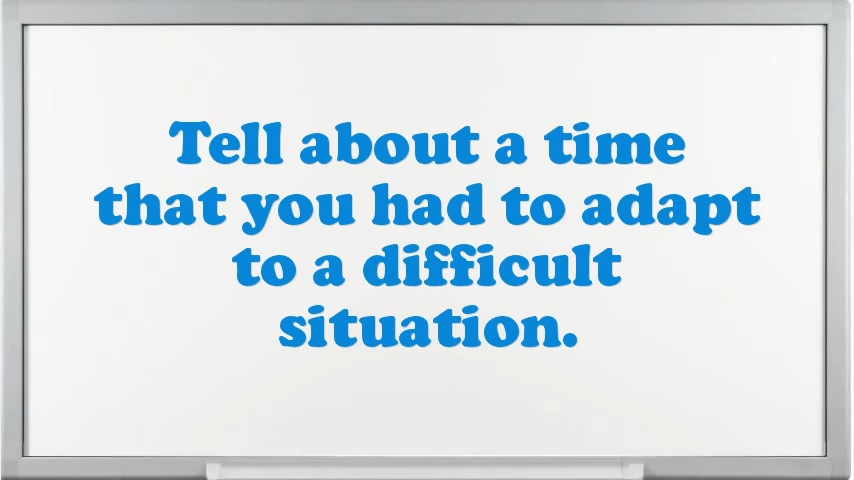 Tell about a time
that you had to adapt
to a difficult
situation.